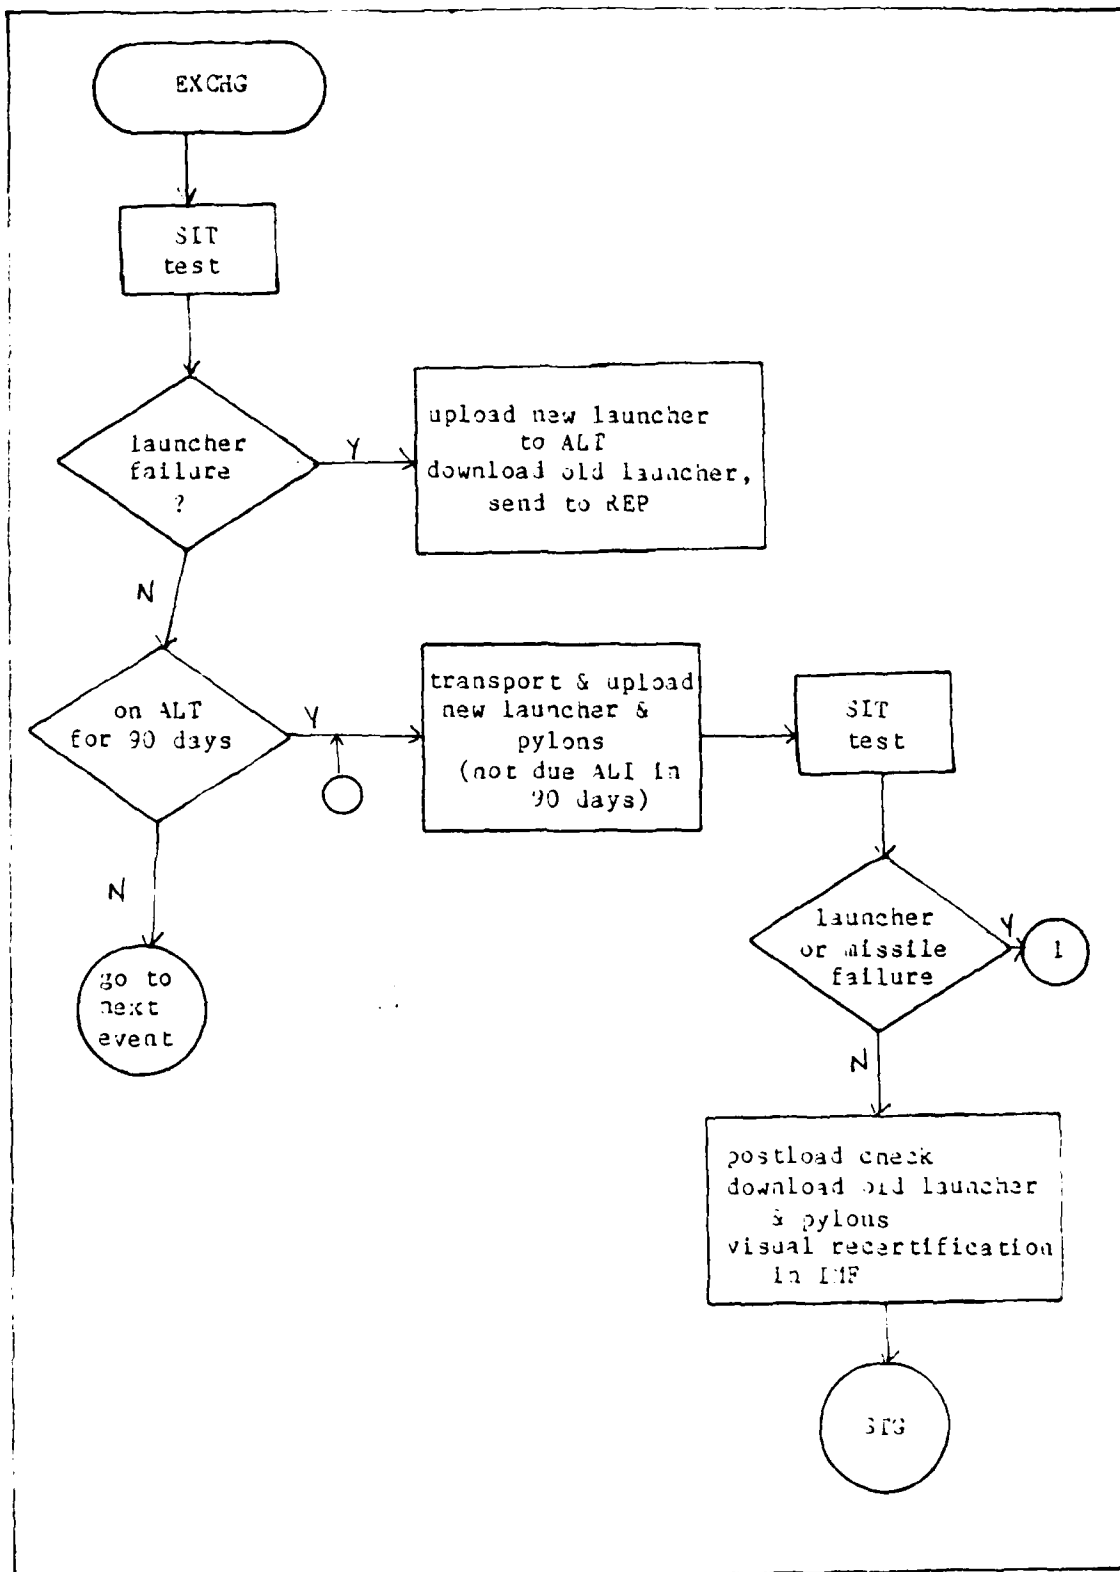 EXCHG
SIT
test
launcher
failure
?
Y
upload new launcher
to ALT
download old launcher,
send to REP
N
on ALT
for 90 days
Y
transport & upload
new launcher &
pylons
(not due ALI in
90 days)
SIT
test
N
go to
next
event
launcher
or missile
failure
Y
1
N
postload check
download old launcher
& pylons
visual recertification
in IMF
STG